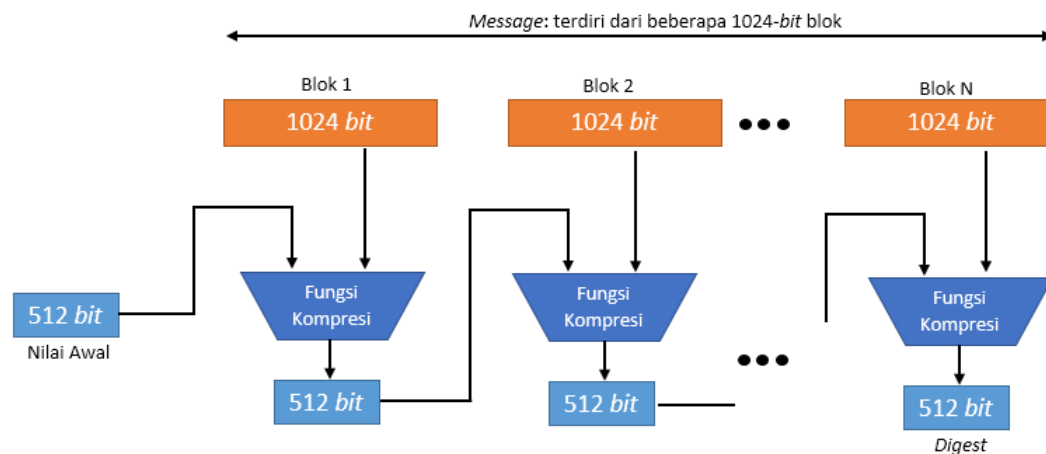 Message: terdiri dari beberapa 1024-bit blok
Blok 1
Blok 2
Blok N
1024 bit
1024 bit
1024 bit
Fungsi
Kompresi
Fungsi
Kompresi
Fungsi
Kompresi
512 bit
Nilai Awal
512 bit
512 bit
512 bit
Digest